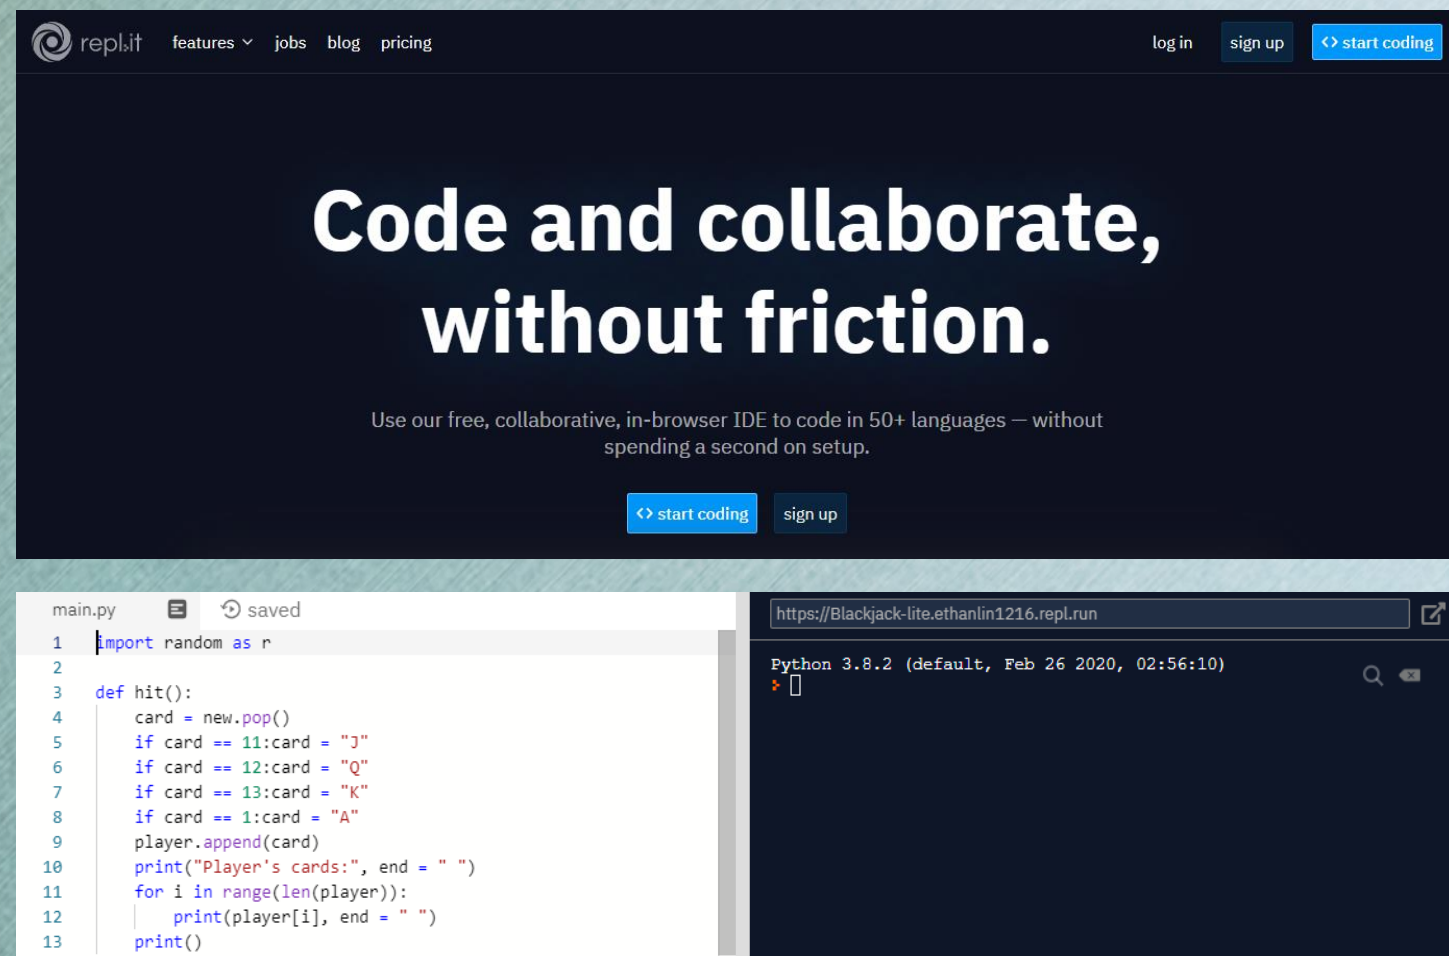 repl.it features jobs blog pricing log in sign up <> start coding
Code and collaborate,
without friction.
Use our free, collaborative, in-browser IDE to code in 50+ languages — without
spending a second on setup.
<> start coding sign up
main.py saved
1 import random as r
2
3 def hit():
4     card = new.pop()
5     if card == 11:card = "J"
6     if card == 12:card = "Q"
7     if card == 13:card = "K"
8     if card == 1:card = "A"
9     player.append(card)
10     print("Player's cards:", end = " ")
11     for i in range(len(player)):
12         print(player[i], end = " ")
13     print()
https://Blackjack-lite.ethanlin1216.repl.run
Python 3.8.2 (default, Feb 26 2020, 02:56:10)